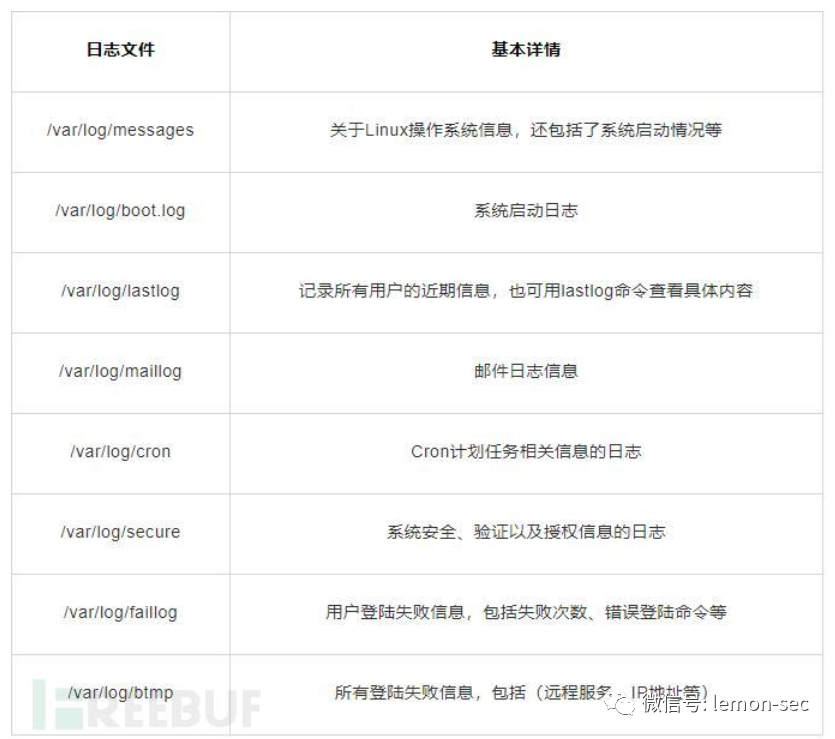 日志文件 基本详情
/var/log/messages 关于Linux操作系统信息，还包括了系统启动情况等
/var/log/boot.log 系统启动日志
/var/log/lastlog 记录所有用户的近期信息，也可用lastlog命令查看具体内容
/var/log/maillog 邮件日志信息
/var/log/cron Cron计划任务相关信息的日志
/var/log/secure 系统安全、验证以及授权信息的日志
/var/log/faillog 用户登陆失败信息，包括失败次数、错误登陆命令等
/var/log/btmp 所有登陆失败信息，包括（远程服务、IP地址等）
FREEBUF
微信号: lemon-sec